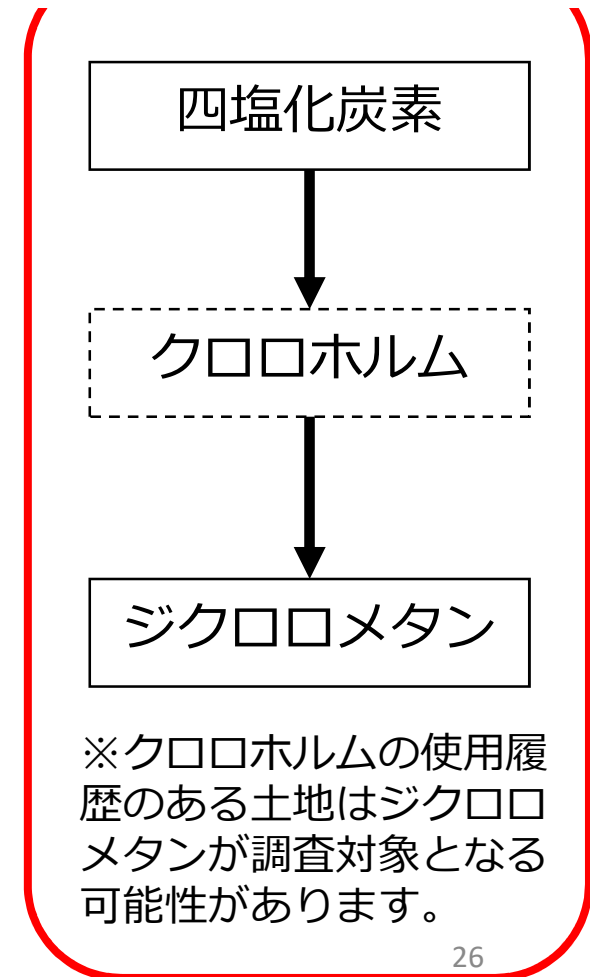 四塩化炭素
クロロホルム
ジクロロメタン
※クロロホルムの使用履
歴のある土地はジクロロ
メタンが調査対象となる
可能性があります。
26